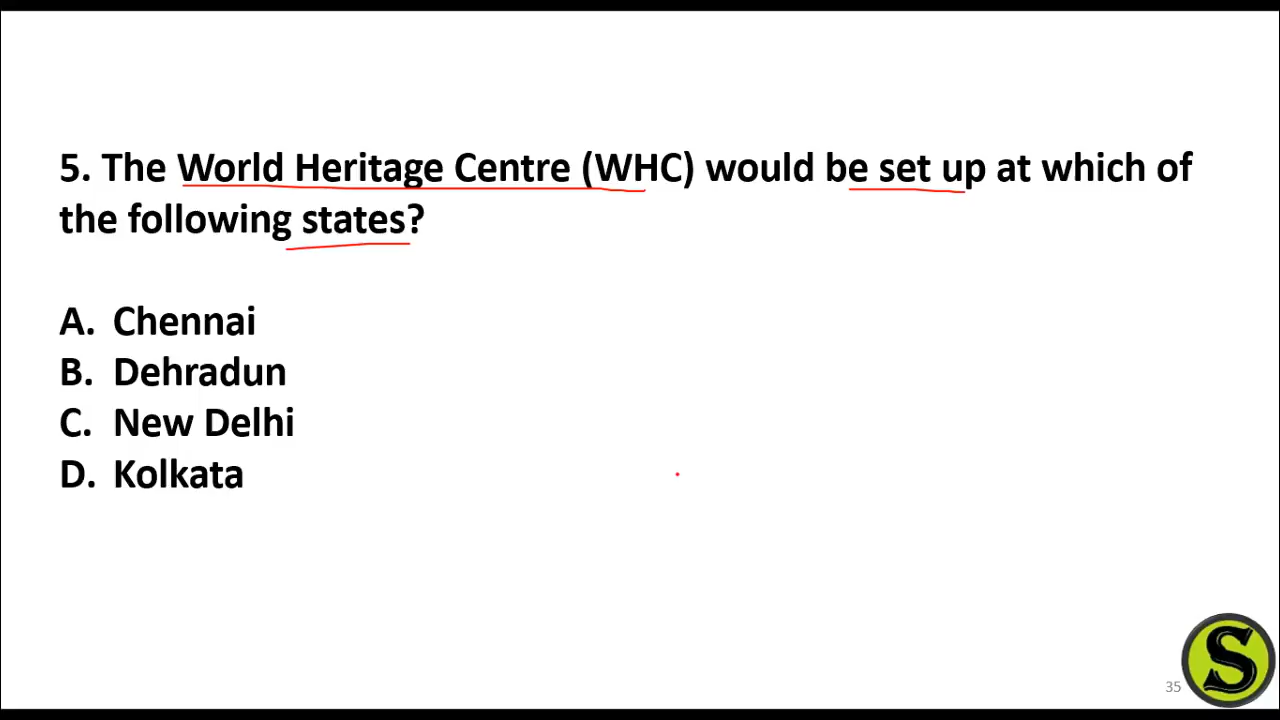 5. The World Heritage Centre (WHC) would be set up at which of
the following states?
A. Chennai
B. Dehradun
C. New Delhi
D. Kolkata
35
S